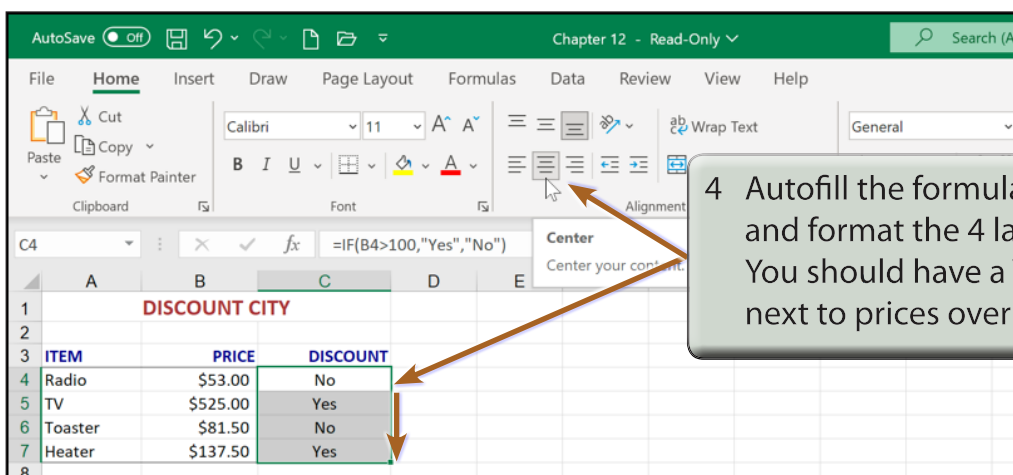 AutoSave Off Chapter 12 - Read-Only Search (A
File Home Insert Draw Page Layout Formulas Data Review View Help
Paste
Cut
Copy
Format Painter
Clipboard
Calibri 11 A^ A
B I U A
Font
ab Wrap Text
Alignment
General
4 Autofill the formula
and format the 4 la
You should have a
next to prices over
C4 fx =IF(B4>100,"Yes","No")
Center
Center your content.
A B C D E
1 DISCOUNT CITY
2
3 ITEM PRICE DISCOUNT
4 Radio $53.00 No
5 TV $525.00 Yes
6 Toaster $81.50 No
7 Heater $137.50 Yes
8